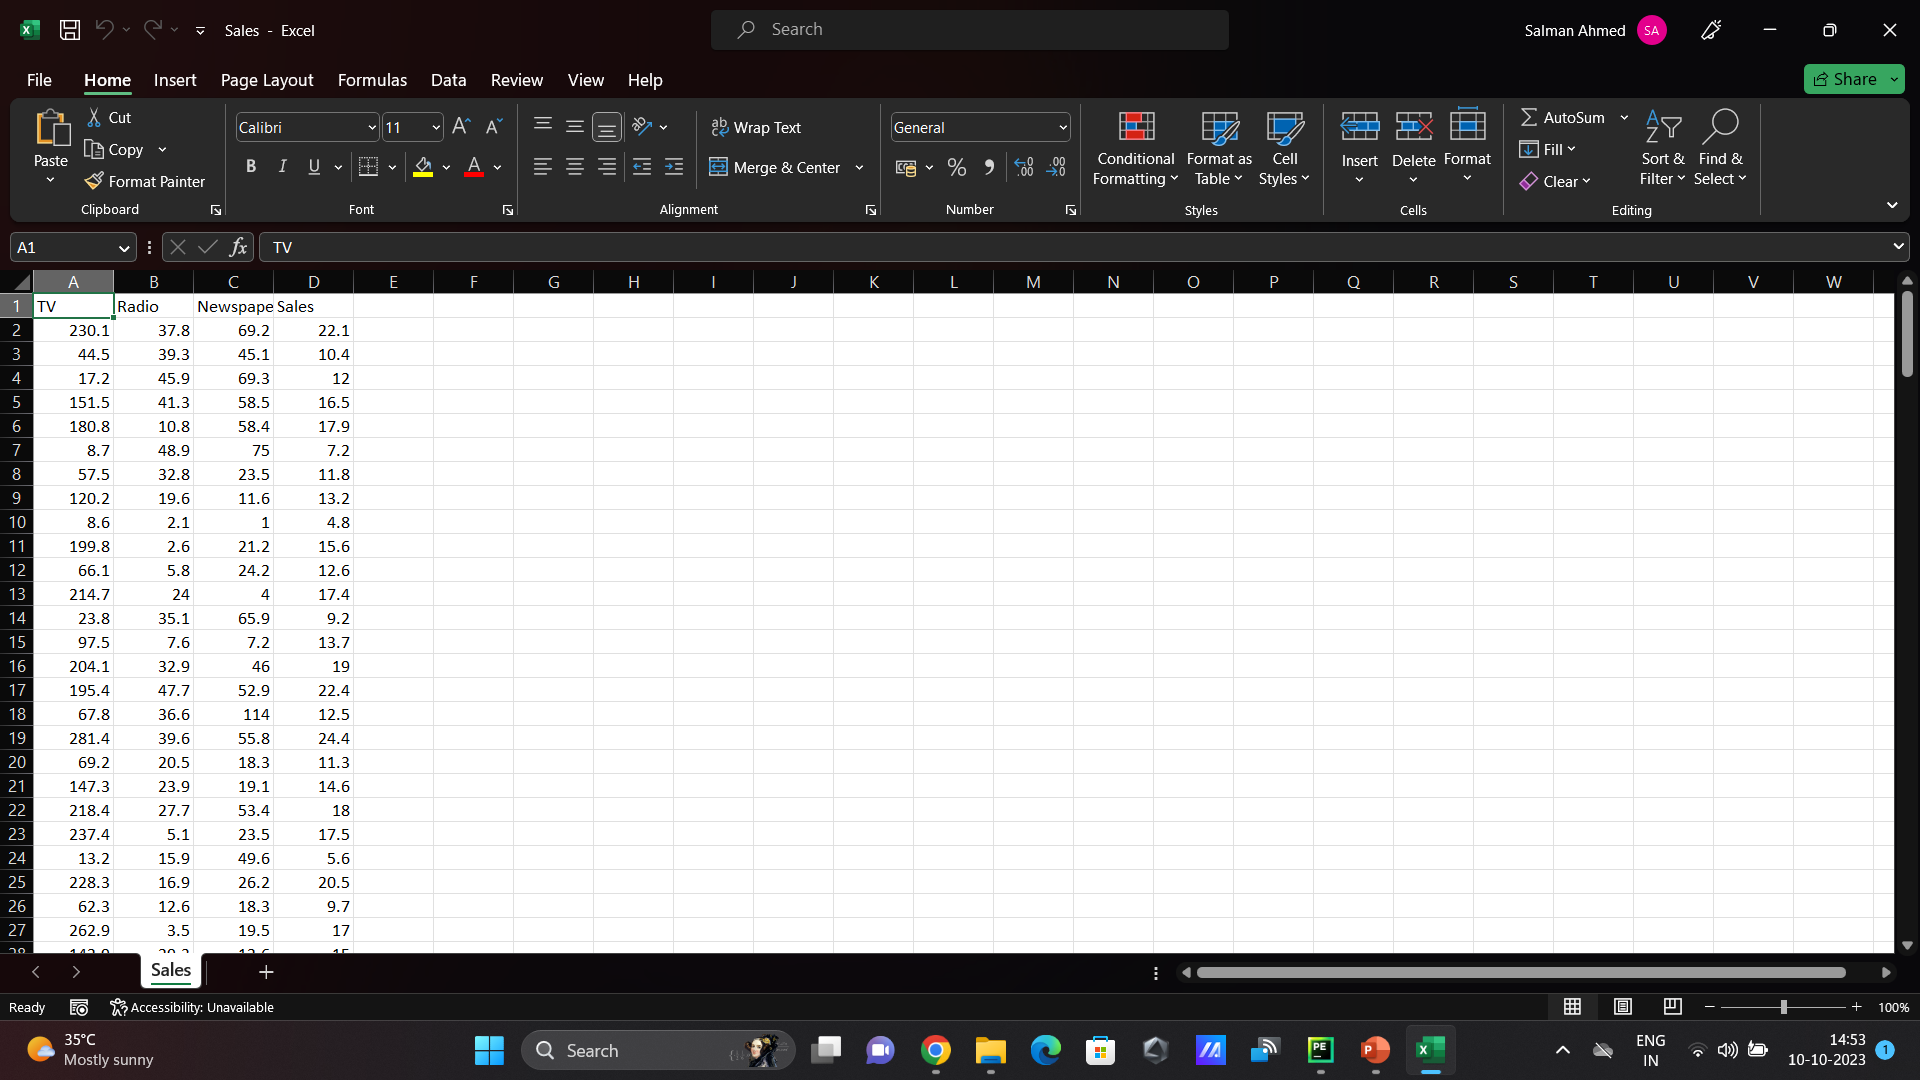 Sales - Excel
Search
Salman Ahmed
SA
File Home Insert Page Layout Formulas Data Review View Help
Share
Paste
Cut
Copy
Format Painter
Clipboard
Calibri 11
B I U
Font
Wrap Text
Merge & Center
Alignment
General
Number
Conditional Formatting
Format as Table
Cell Styles
Styles
Insert Delete Format
Cells
AutoSum
Fill
Clear
Sort & Filter
Find & Select
Editing
A1 fx TV
A B C D E F G H I J K L M N O P Q R S T U V W
1 TV Radio Newspape Sales
2 230.1 37.8 69.2 22.1
3 44.5 39.3 45.1 10.4
4 17.2 45.9 69.3 12
5 151.5 41.3 58.5 16.5
6 180.8 10.8 58.4 17.9
7 8.7 48.9 75 7.2
8 57.5 32.8 23.5 11.8
9 120.2 19.6 11.6 13.2
10 8.6 2.1 1 4.8
11 199.8 2.6 21.2 15.6
12 66.1 5.8 24.2 12.6
13 214.7 24 4 17.4
14 23.8 35.1 65.9 9.2
15 97.5 7.6 7.2 13.7
16 204.1 32.9 46 19
17 195.4 47.7 52.9 22.4
18 67.8 36.6 114 12.5
19 281.4 39.6 55.8 24.4
20 69.2 20.5 18.3 11.3
21 147.3 23.9 19.1 14.6
22 218.4 27.7 53.4 18
23 237.4 5.1 23.5 17.5
24 13.2 15.9 49.6 5.6
25 228.3 16.9 26.2 20.5
26 62.3 12.6 18.3 9.7
27 262.9 3.5 19.5 17
Sales
Ready
Accessibility: Unavailable
100%
35°C
Mostly sunny
Search
ENG
IN
14:53
10-10-2023
1